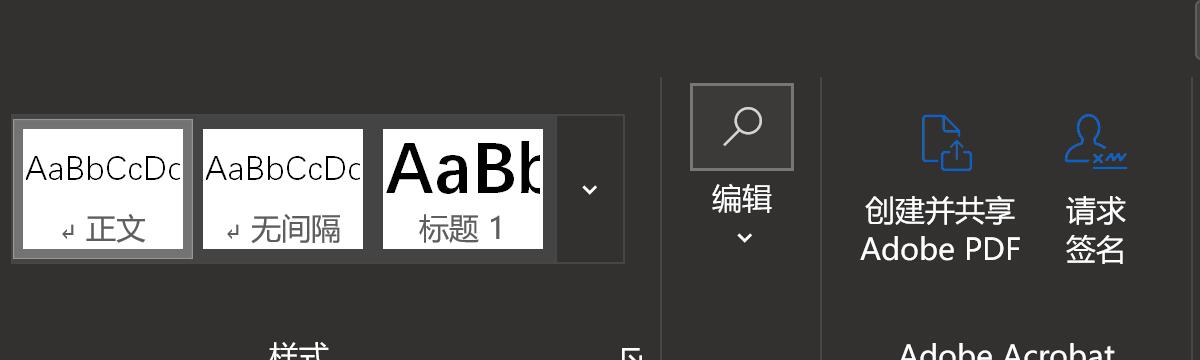 AaBbCcDc AaBbCcDc AaBb
↲ 正文 ↲ 无间隔 标题 1
编辑
创建并共享
Adobe PDF
请求
签名
样式
Adobe Acrobat